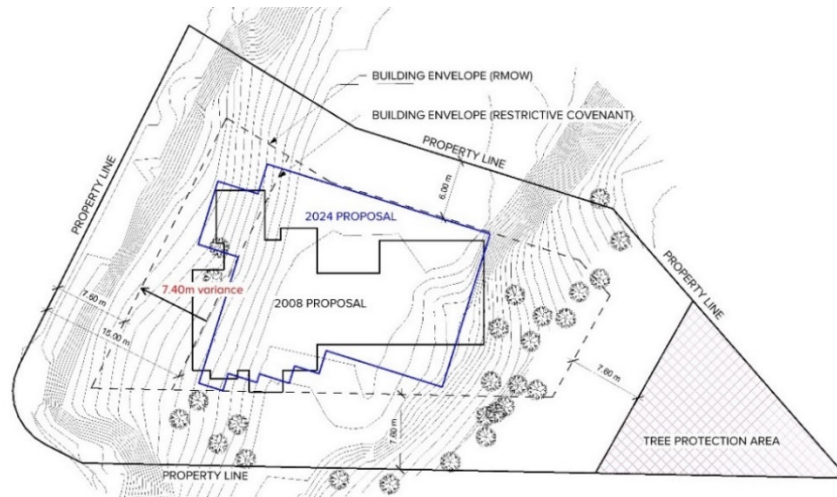 BUILDING ENVELOPE (RMOW)
BUILDING ENVELOPE (RESTRICTIVE COVENANT)
PROPERTY LINE
PROPERTY LINE
6.00 m
2024 PROPOSAL
PROPERTY LINE
7.40m variance
2008 PROPOSAL
7.60 m
15.00 m
7.60 m
7.60 m
TREE PROTECTION AREA
PROPERTY LINE